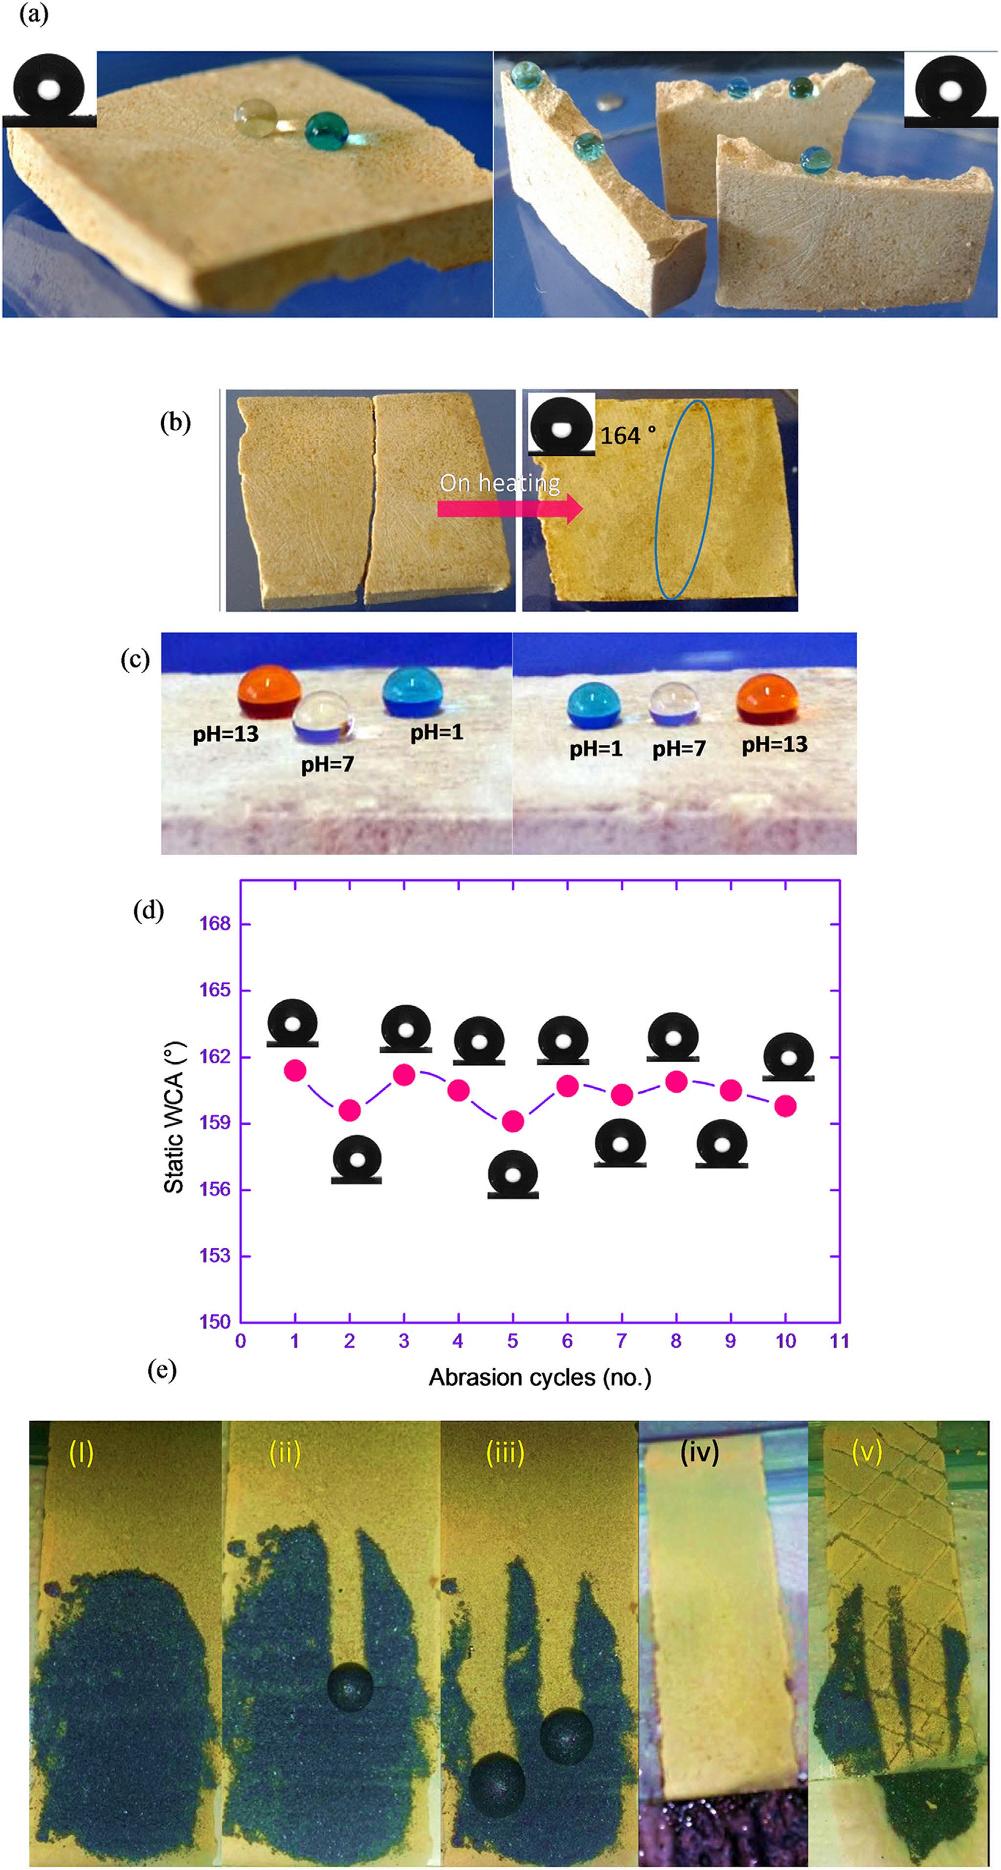 (a)
(b)
164 °
On heating
(c)
pH=13
pH=7
pH=1
pH=1
pH=7
pH=13
(d)
168
165
162
159
156
153
150
Static WCA (°)
0 1 2 3 4 5 6 7 8 9 10 11
Abrasion cycles (no.)
(e)
(I) (ii) (iii) (iv) (v)